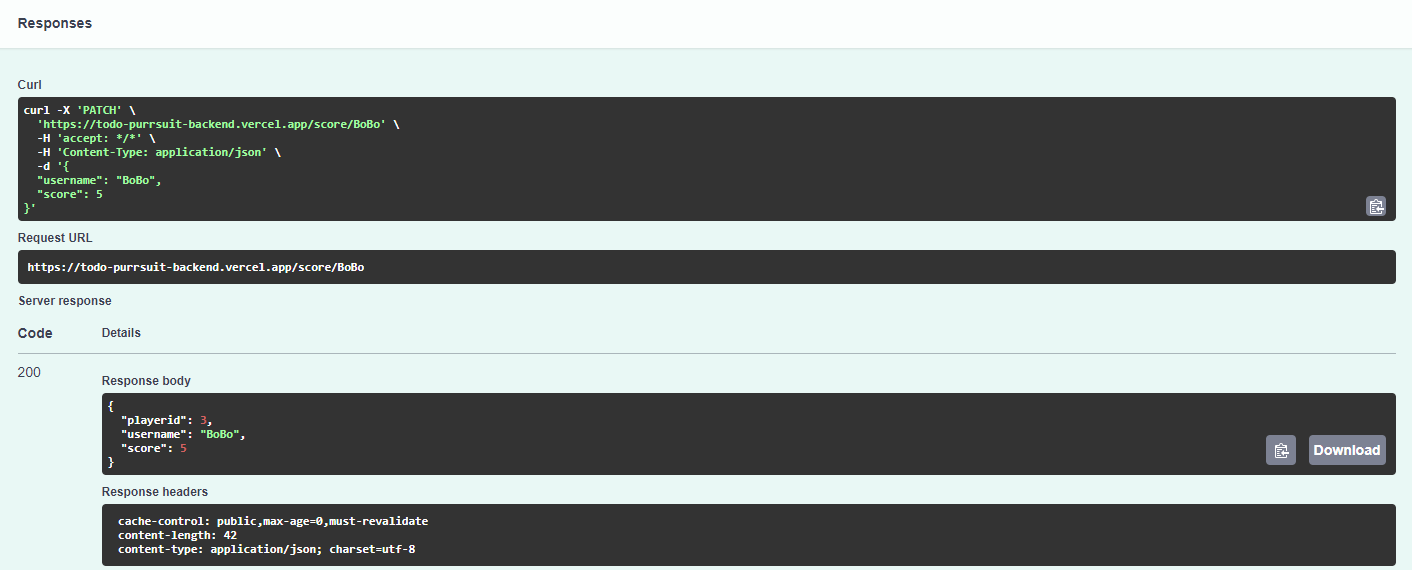 Responses
Curl
curl -X 'PATCH' \
  'https://todo-purrsuit-backend.vercel.app/score/BoBo' \
  -H 'accept: */*' \
  -H 'Content-Type: application/json' \
  -d '{
  "username": "BoBo",
  "score": 5
}'
Request URL
https://todo-purrsuit-backend.vercel.app/score/BoBo
Server response
Code Details
200
Response body
{
  "playerid": 3,
  "username": "BoBo",
  "score": 5
}
Download
Response headers
cache-control: public,max-age=0,must-revalidate
content-length: 42
content-type: application/json; charset=utf-8